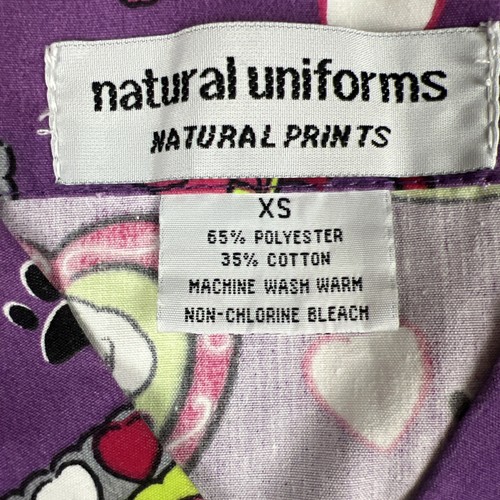 natural uniforms
NATURAL PRINTS
XS
65% POLYESTER
35% COTTON
MACHINE WASH WARM
NON-CHLORINE BLEACH